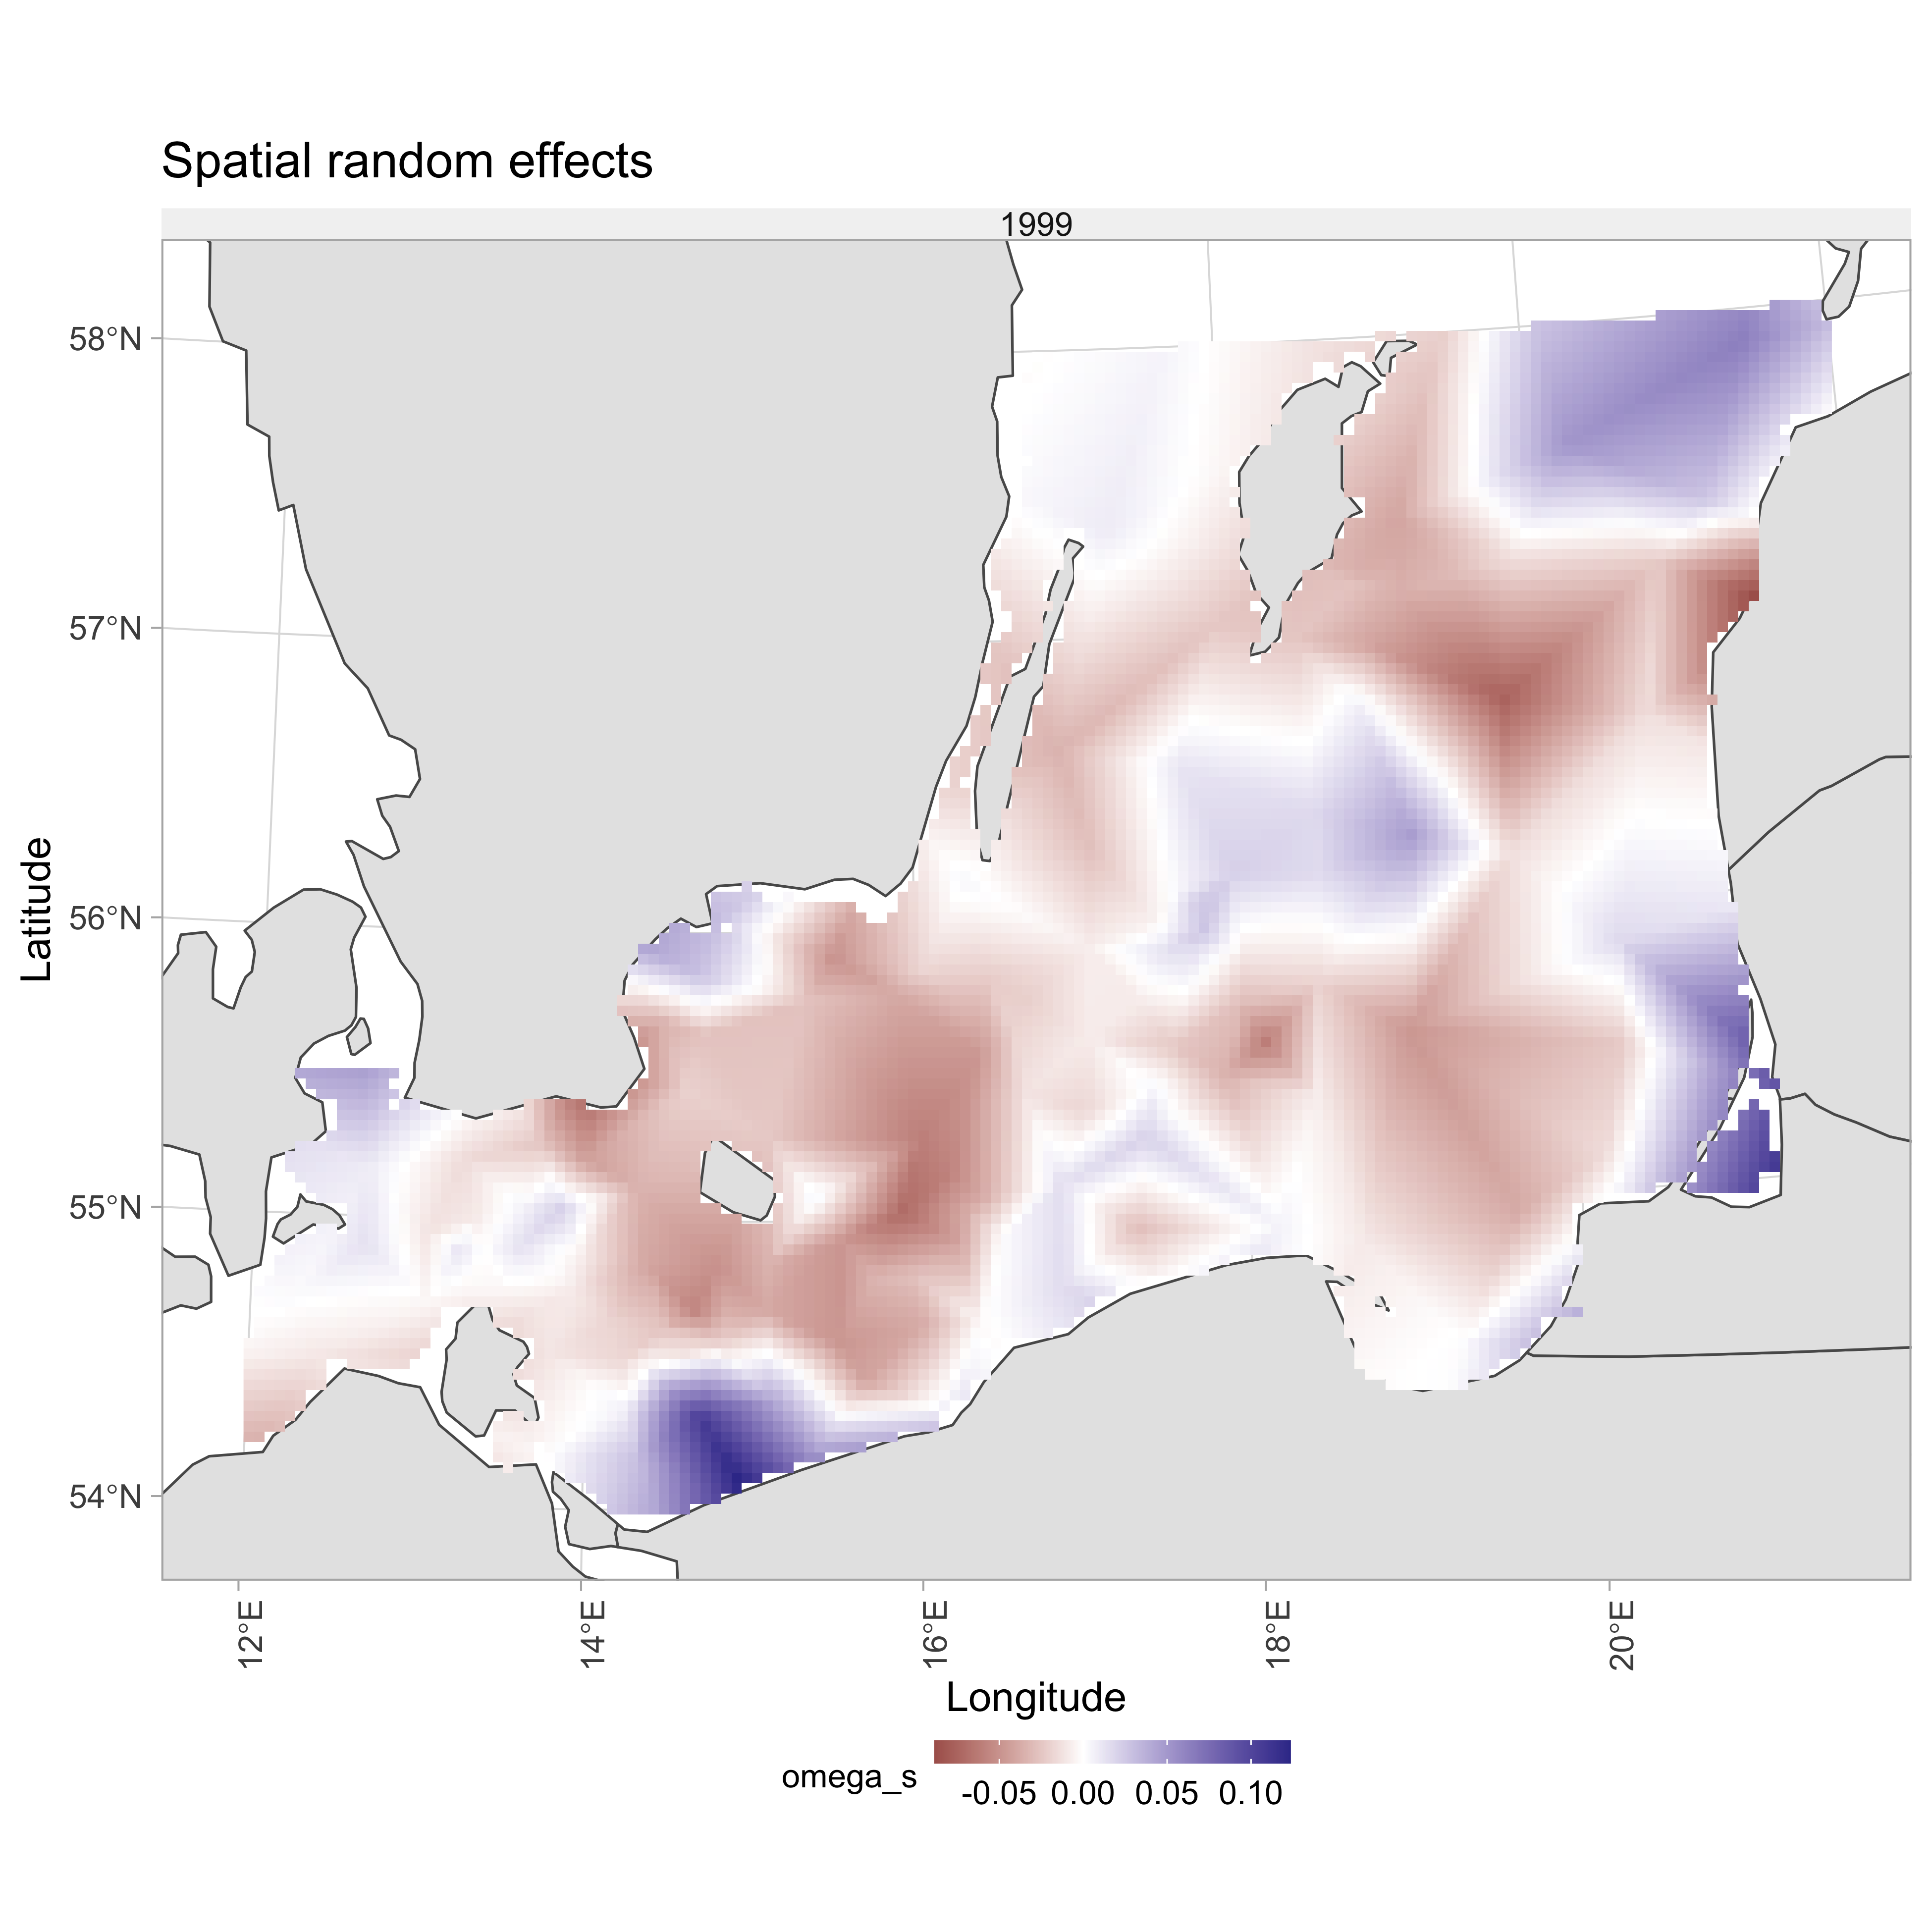 Spatial random effects
1999
58°N
57°N
56°N
55°N
54°N
Latitude
12°E
14°E
16°E
18°E
20°E
Longitude
omega_s
-0.05 0.00 0.05 0.10